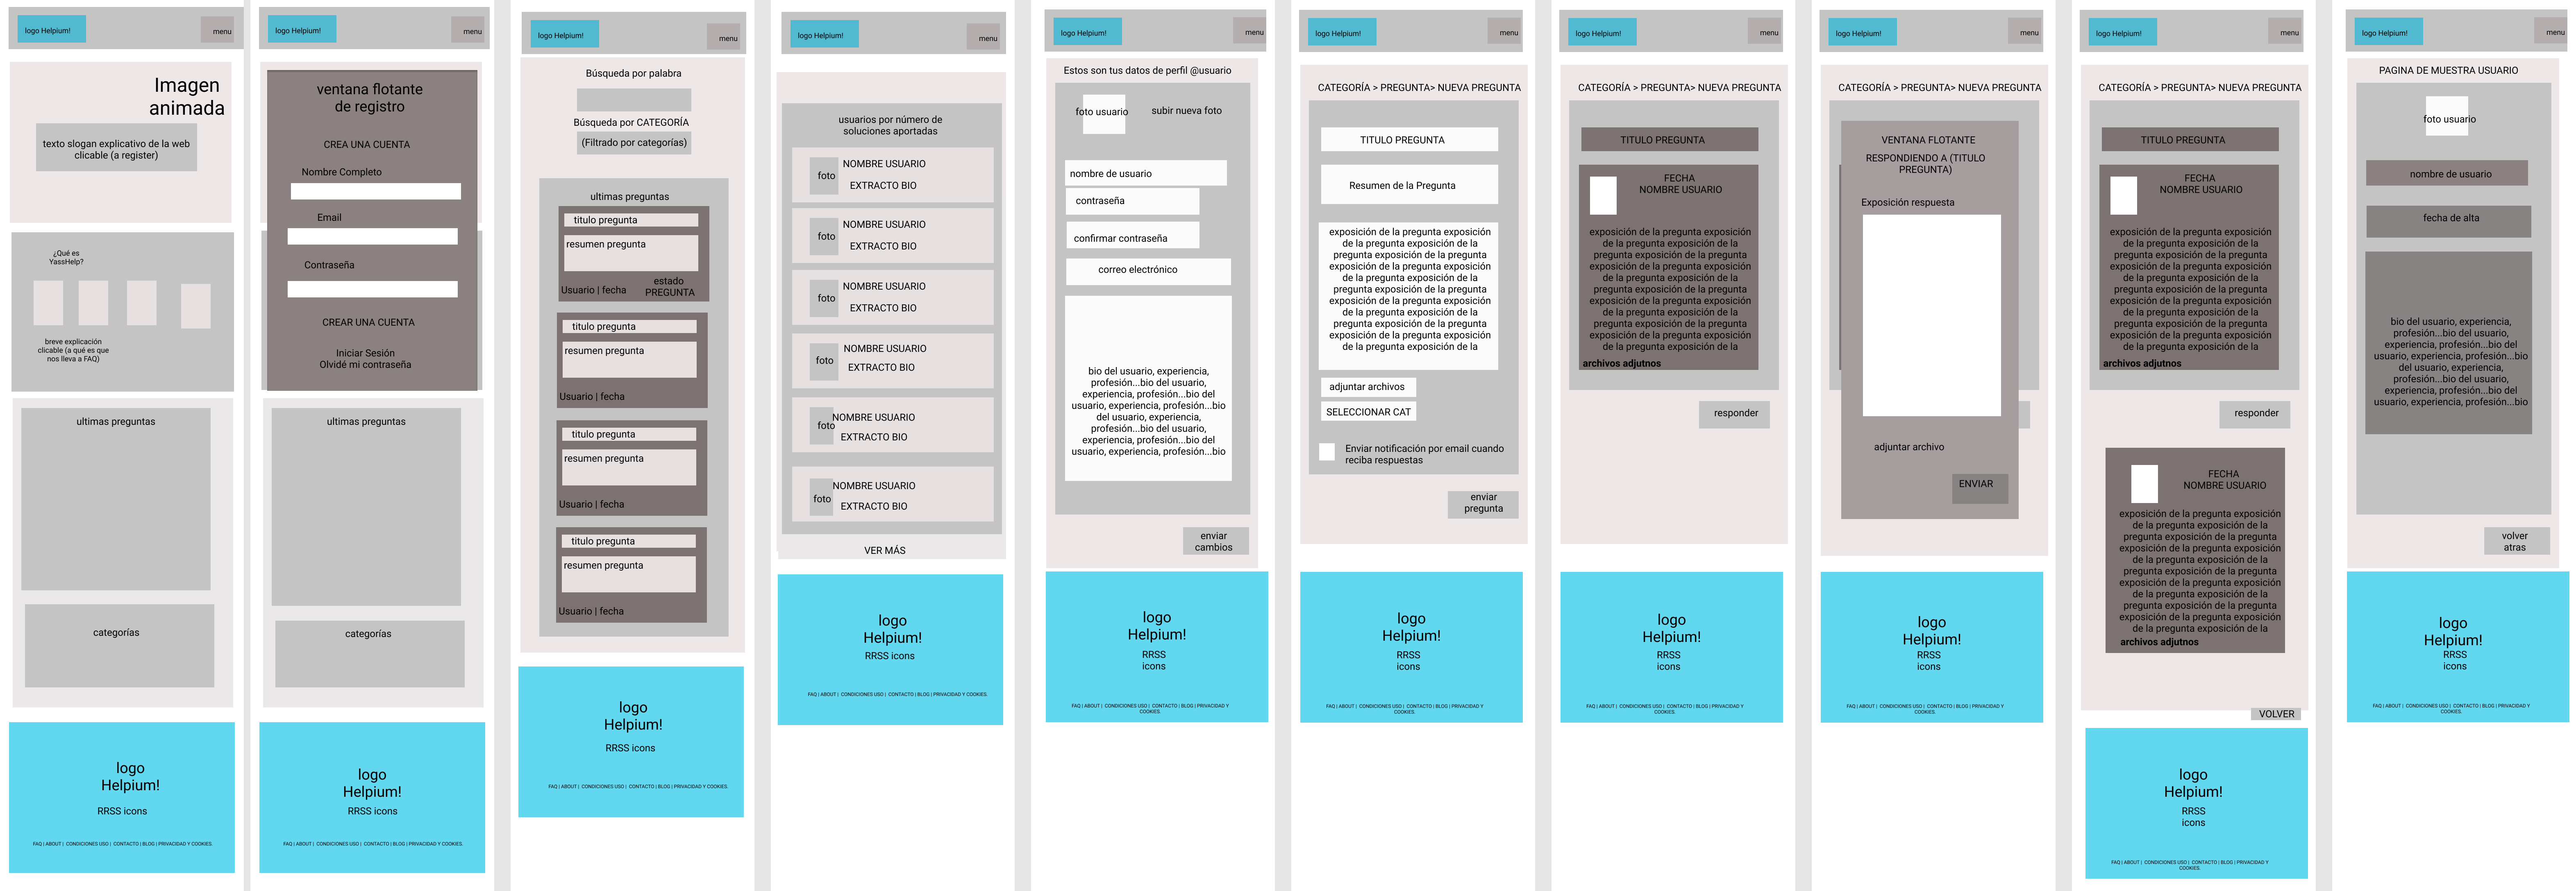 logo Helpium!
menu
Imagen
animada
texto slogan explicativo de la web
clicable (a register)
¿Qué es
YassHelp?
breve explicación
clicable (a qué es que
nos lleva a FAQ)
ultimas preguntas
categorías
logo
Helpium!
RRSS icons
FAQ | ABOUT | CONDICIONES USO | CONTACTO | BLOG | PRIVACIDAD Y COOKIES.
logo Helpium!
menu
ventana flotante
de registro
CREA UNA CUENTA
Nombre Completo
Email
Contraseña
CREAR UNA CUENTA
Iniciar Sesión
Olvidé mi contraseña
ultimas preguntas
categorías
logo
Helpium!
RRSS icons
FAQ | ABOUT | CONDICIONES USO | CONTACTO | BLOG | PRIVACIDAD Y COOKIES.
logo Helpium!
menu
Búsqueda por palabra
Búsqueda por CATEGORÍA
(Filtrado por categorías)
ultimas preguntas
titulo pregunta
resumen pregunta
estado
Usuario | fecha PREGUNTA
titulo pregunta
resumen pregunta
Usuario | fecha
titulo pregunta
resumen pregunta
Usuario | fecha
titulo pregunta
resumen pregunta
Usuario | fecha
logo
Helpium!
RRSS icons
FAQ | ABOUT | CONDICIONES USO | CONTACTO | BLOG | PRIVACIDAD Y COOKIES.
logo Helpium!
menu
usuarios por número de
soluciones aportadas
NOMBRE USUARIO
foto
EXTRACTO BIO
NOMBRE USUARIO
foto
EXTRACTO BIO
NOMBRE USUARIO
foto
EXTRACTO BIO
NOMBRE USUARIO
foto
EXTRACTO BIO
NOMBRE USUARIO
foto
EXTRACTO BIO
NOMBRE USUARIO
foto
EXTRACTO BIO
VER MÁS
logo
Helpium!
RRSS icons
FAQ | ABOUT | CONDICIONES USO | CONTACTO | BLOG | PRIVACIDAD Y COOKIES.
logo Helpium!
menu
Estos son tus datos de perfil @usuario
foto usuario
subir nueva foto
nombre de usuario
contraseña
confirmar contraseña
correo electrónico
bio del usuario, experiencia,
profesión...bio del usuario,
experiencia, profesión...bio del
usuario, experiencia, profesión...bio
del usuario, experiencia,
profesión...bio del usuario,
experiencia, profesión...bio del
usuario, experiencia, profesión...bio
enviar
cambios
logo
Helpium!
RRSS
icons
FAQ | ABOUT | CONDICIONES USO | CONTACTO | BLOG | PRIVACIDAD Y
COOKIES.
logo Helpium!
menu
CATEGORÍA > PREGUNTA> NUEVA PREGUNTA
TITULO PREGUNTA
Resumen de la Pregunta
exposición de la pregunta exposición
de la pregunta exposición de la
pregunta exposición de la pregunta
exposición de la pregunta exposición
de la pregunta exposición de la
pregunta exposición de la pregunta
exposición de la pregunta exposición
de la pregunta exposición de la
pregunta exposición de la pregunta
exposición de la pregunta exposición
de la pregunta exposición de la
adjuntar archivos
SELECCIONAR CAT
Enviar notificación por email cuando
reciba respuestas
enviar
pregunta
logo
Helpium!
RRSS
icons
FAQ | ABOUT | CONDICIONES USO | CONTACTO | BLOG | PRIVACIDAD Y
COOKIES.
logo Helpium!
menu
CATEGORÍA > PREGUNTA> NUEVA PREGUNTA
TITULO PREGUNTA
FECHA
NOMBRE USUARIO
exposición de la pregunta exposición
de la pregunta exposición de la
pregunta exposición de la pregunta
exposición de la pregunta exposición
de la pregunta exposición de la
pregunta exposición de la pregunta
exposición de la pregunta exposición
de la pregunta exposición de la
pregunta exposición de la pregunta
exposición de la pregunta exposición
de la pregunta exposición de la
archivos adjutnos
responder
logo
Helpium!
RRSS
icons
FAQ | ABOUT | CONDICIONES USO | CONTACTO | BLOG | PRIVACIDAD Y
COOKIES.
logo Helpium!
menu
CATEGORÍA > PREGUNTA> NUEVA PREGUNTA
VENTANA FLOTANTE
RESPONDIENDO A (TITULO
PREGUNTA)
Exposición respuesta
adjuntar archivo
ENVIAR
logo
Helpium!
RRSS
icons
FAQ | ABOUT | CONDICIONES USO | CONTACTO | BLOG | PRIVACIDAD Y
COOKIES.
logo Helpium!
menu
CATEGORÍA > PREGUNTA> NUEVA PREGUNTA
TITULO PREGUNTA
FECHA
NOMBRE USUARIO
exposición de la pregunta exposición
de la pregunta exposición de la
pregunta exposición de la pregunta
exposición de la pregunta exposición
de la pregunta exposición de la
pregunta exposición de la pregunta
exposición de la pregunta exposición
de la pregunta exposición de la
pregunta exposición de la pregunta
exposición de la pregunta exposición
de la pregunta exposición de la
archivos adjutnos
responder
FECHA
NOMBRE USUARIO
exposición de la pregunta exposición
de la pregunta exposición de la
pregunta exposición de la pregunta
exposición de la pregunta exposición
de la pregunta exposición de la
pregunta exposición de la pregunta
exposición de la pregunta exposición
de la pregunta exposición de la
pregunta exposición de la pregunta
exposición de la pregunta exposición
de la pregunta exposición de la
archivos adjutnos
VOLVER
logo
Helpium!
RRSS
icons
FAQ | ABOUT | CONDICIONES USO | CONTACTO | BLOG | PRIVACIDAD Y
COOKIES.
logo Helpium!
menu
PAGINA DE MUESTRA USUARIO
foto usuario
nombre de usuario
fecha de alta
bio del usuario, experiencia,
profesión...bio del usuario,
experiencia, profesión...bio del
usuario, experiencia, profesión...bio
del usuario, experiencia,
profesión...bio del usuario,
experiencia, profesión...bio del
usuario, experiencia, profesión...bio
volver
atras
logo
Helpium!
RRSS
icons
FAQ | ABOUT | CONDICIONES USO | CONTACTO | BLOG | PRIVACIDAD Y
COOKIES.